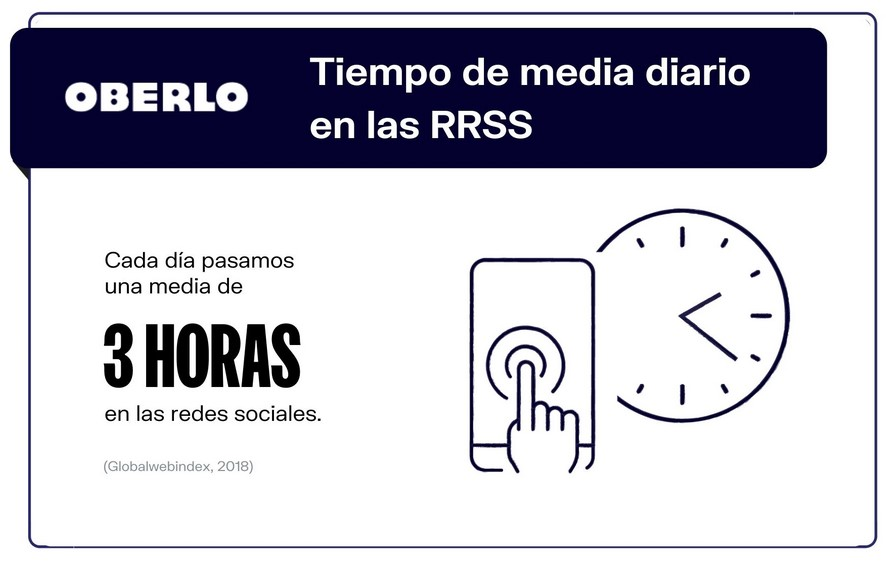 OBERLO
Tiempo de media diario
en las RRSS
Cada día pasamos
una media de
3 HORAS
en las redes sociales.
(Globalwebindex, 2018)